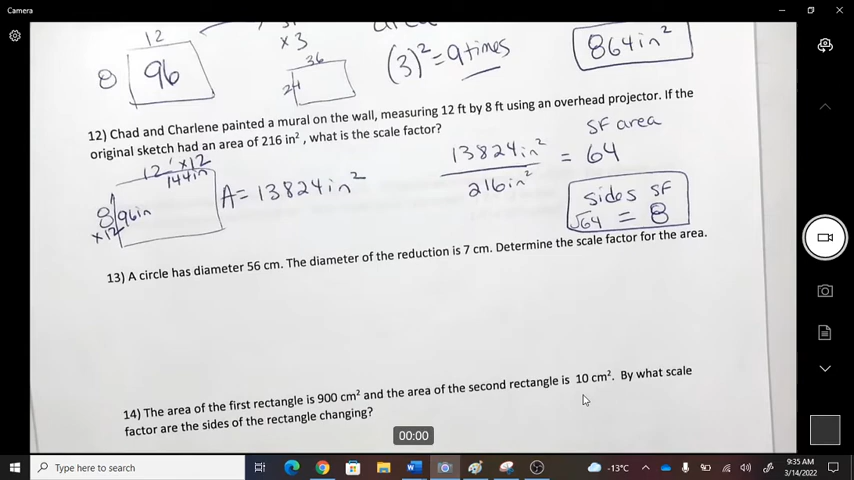 Camera
area
12
× 3
36
8
96
24
(3)² = 9 times
864 in²
12) Chad and Charlene painted a mural on the wall, measuring 12 ft by 8 ft using an overhead projector. If the
original sketch had an area of 216 in² , what is the scale factor?
12' ×12
144in
8
96in
×12
A = 13824 in²
13824 in²
216 in²
= 64
SF area
sides SF
√64 = 8
13) A circle has diameter 56 cm. The diameter of the reduction is 7 cm. Determine the scale factor for the area.
14) The area of the first rectangle is 900 cm² and the area of the second rectangle is 10 cm². By what scale
factor are the sides of the rectangle changing?
00:00
Type here to search
-13°C
9:35 AM
3/14/2022